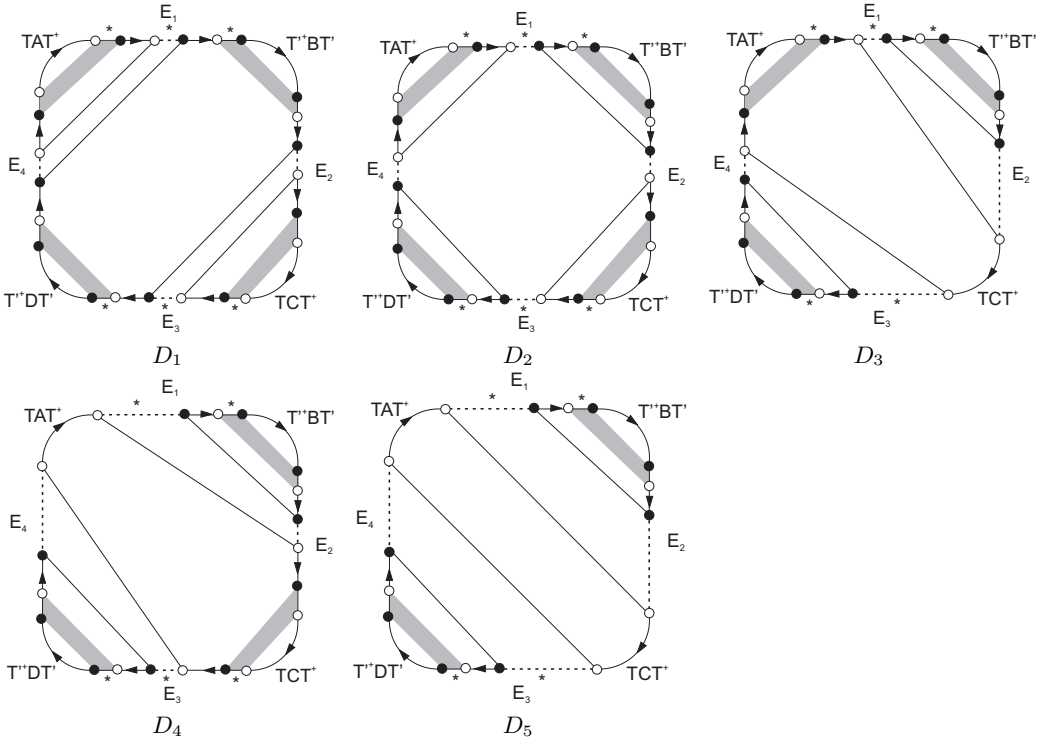 E₁
* * *
TAT⁺ T'⁺BT'
E₄ E₂
T'⁺DT' TCT⁺
* * *
E₃
D₁
E₁
* * *
TAT⁺ T'⁺BT'
E₄ E₂
T'⁺DT' TCT⁺
* * *
E₃
D₂
E₁
* * *
TAT⁺ T'⁺BT'
E₄ E₂
T'⁺DT' TCT⁺
* *
E₃
D₃
E₁
* *
TAT⁺ T'⁺BT'
E₄ E₂
T'⁺DT' TCT⁺
* * *
E₃
D₄
E₁
* *
TAT⁺ T'⁺BT'
E₄ E₂
T'⁺DT' TCT⁺
* *
E₃
D₅